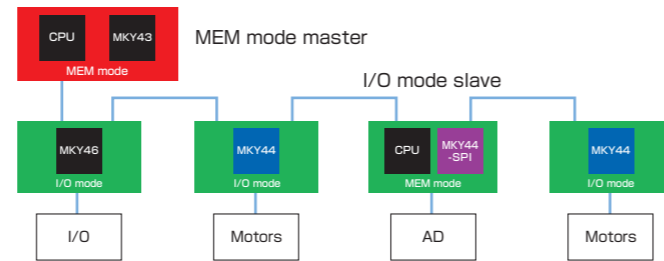 CPU MKY43 MEM mode master
MEM mode
I/O mode slave
MKY46 MKY44 CPU MKY44 MKY44
-SPI
I/O mode I/O mode MEM mode I/O mode
I/O Motors AD Motors